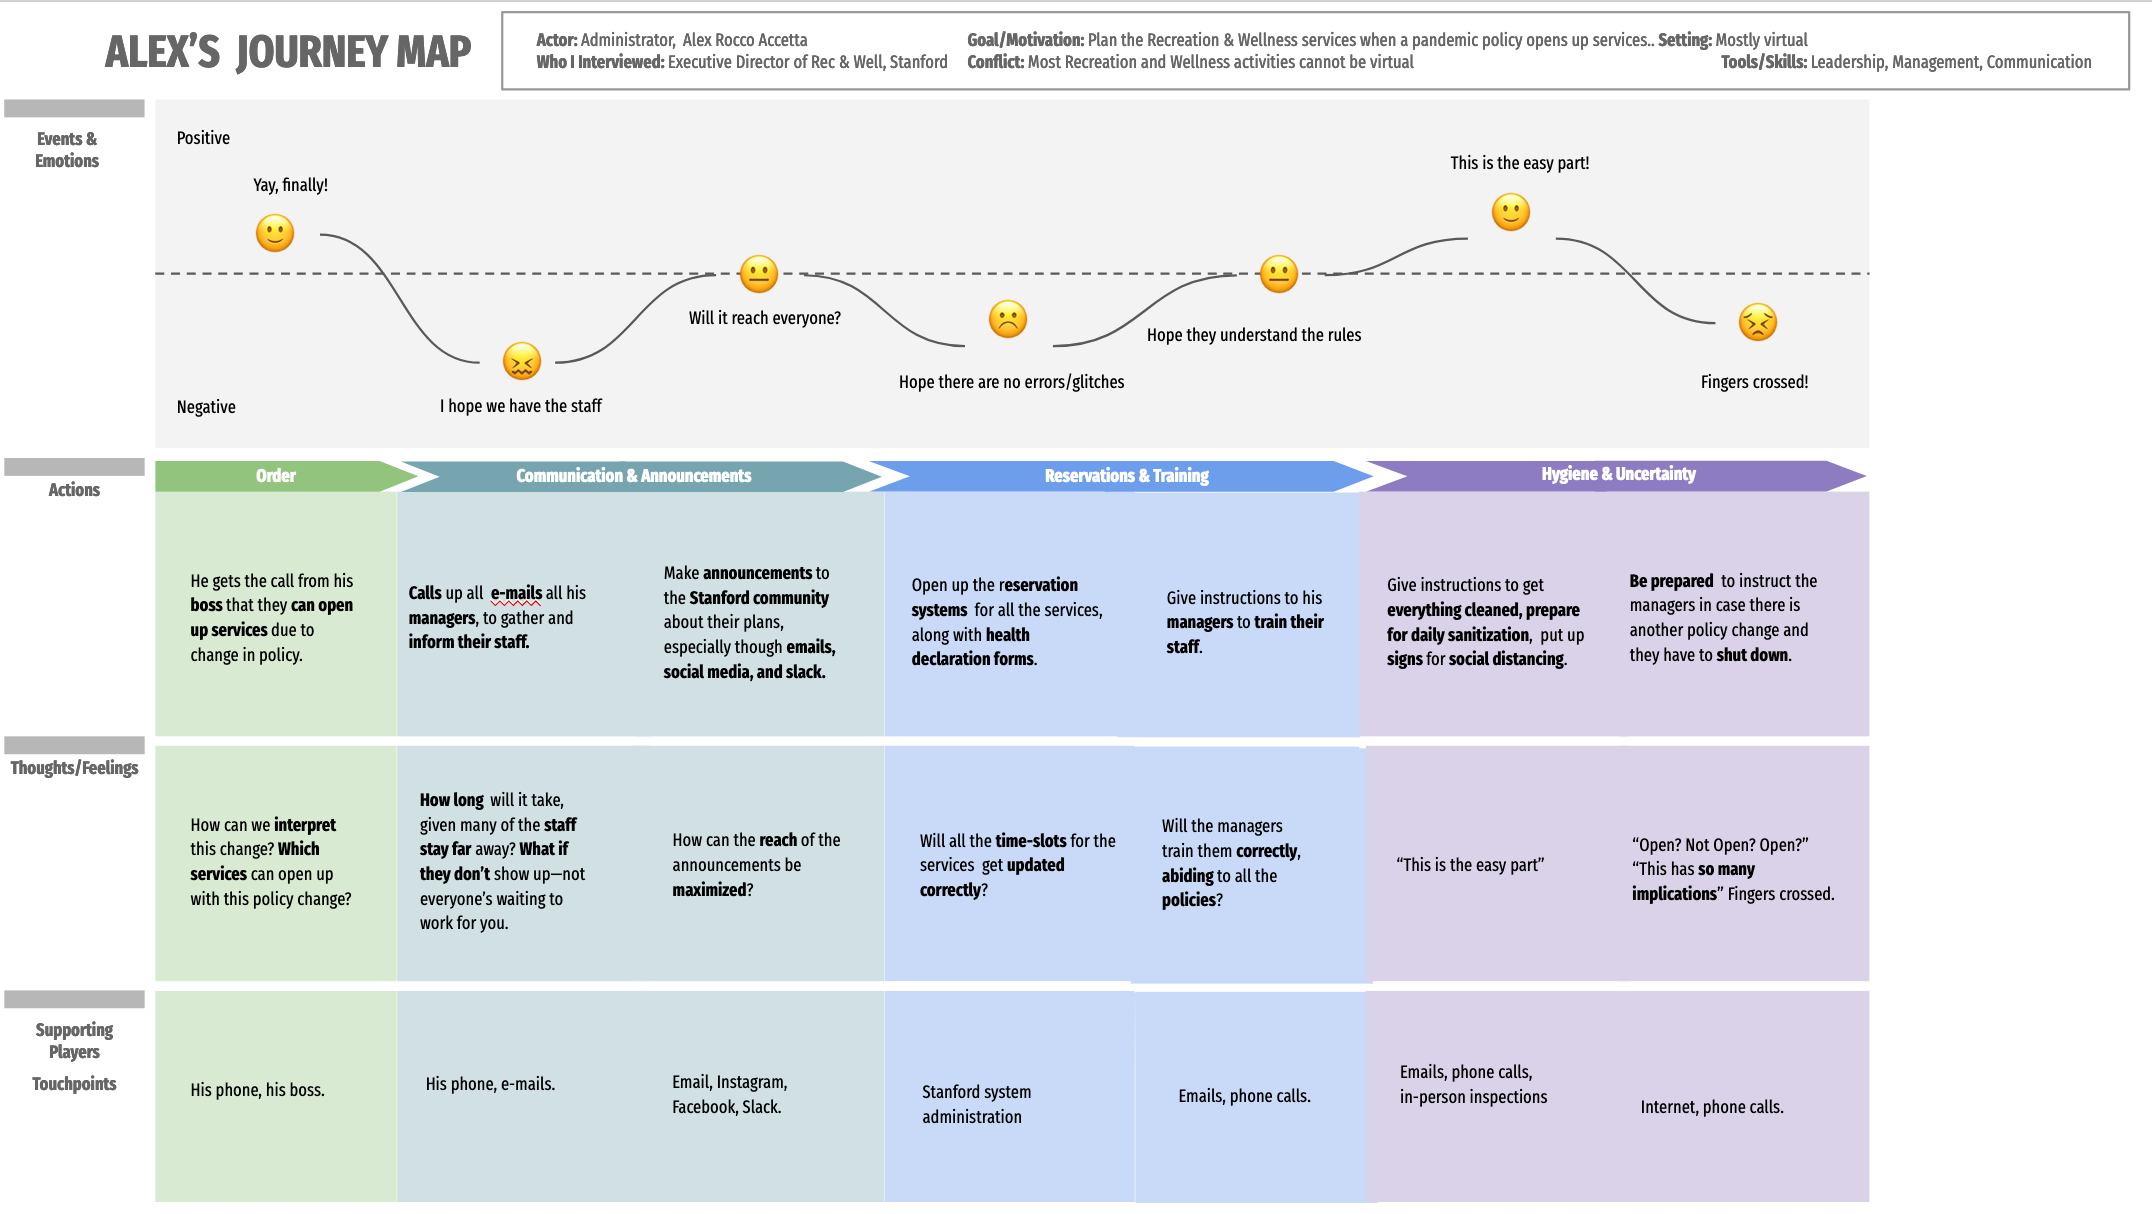 ALEX'S JOURNEY MAP
Actor: Administrator, Alex Rocco Accetta
Who I Interviewed: Executive Director of Rec & Well, Stanford
Goal/Motivation: Plan the Recreation & Wellness services when a pandemic policy opens up services.. Setting: Mostly virtual
Conflict: Most Recreation and Wellness activities cannot be virtual
Tools/Skills: Leadership, Management, Communication
Events &
Emotions
Positive
Yay, finally!
I hope we have the staff
Will it reach everyone?
Hope there are no errors/glitches
Hope they understand the rules
This is the easy part!
Fingers crossed!
Negative
Actions
Order
Communication & Announcements
Reservations & Training
Hygiene & Uncertainty
He gets the call from his
boss that they can open
up services due to
change in policy.
Calls up all e-mails all his
managers, to gather and
inform their staff.
Make announcements to
the Stanford community
about their plans,
especially though emails,
social media, and slack.
Open up the reservation
systems for all the services,
along with health
declaration forms.
Give instructions to his
managers to train their
staff.
Give instructions to get
everything cleaned, prepare
for daily sanitization, put up
signs for social distancing.
Be prepared to instruct the
managers in case there is
another policy change and
they have to shut down.
Thoughts/Feelings
How can we interpret
this change? Which
services can open up
with this policy change?
How long will it take,
given many of the staff
stay far away? What if
they don't show up—not
everyone's waiting to
work for you.
How can the reach of the
announcements be
maximized?
Will all the time-slots for the
services get updated
correctly?
Will the managers
train them correctly,
abiding to all the
policies?
“This is the easy part”
“Open? Not Open? Open?”
“This has so many
implications” Fingers crossed.
Supporting
Players
Touchpoints
His phone, his boss.
His phone, e-mails.
Email, Instagram,
Facebook, Slack.
Stanford system
administration
Emails, phone calls.
Emails, phone calls,
in-person inspections
Internet, phone calls.